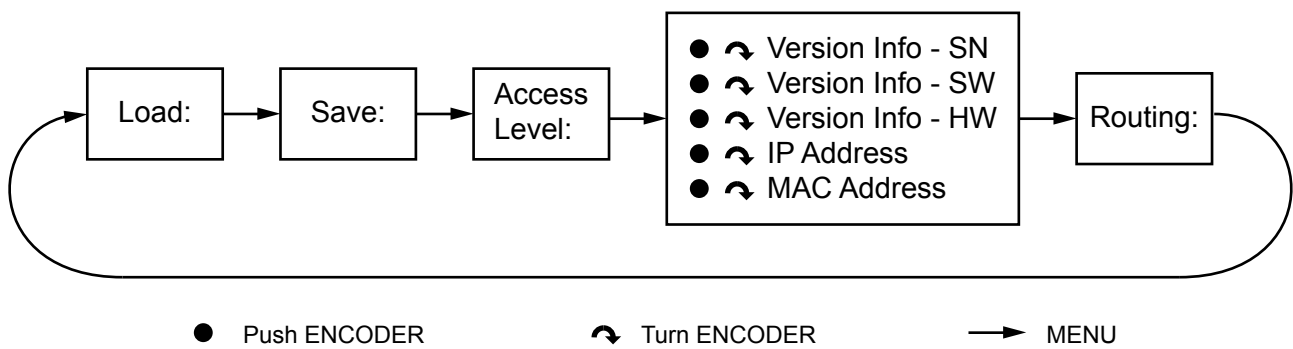 Load:
Save:
Access
Level:
Version Info - SN
Version Info - SW
Version Info - HW
IP Address
MAC Address
Routing:
Push ENCODER
Turn ENCODER
MENU